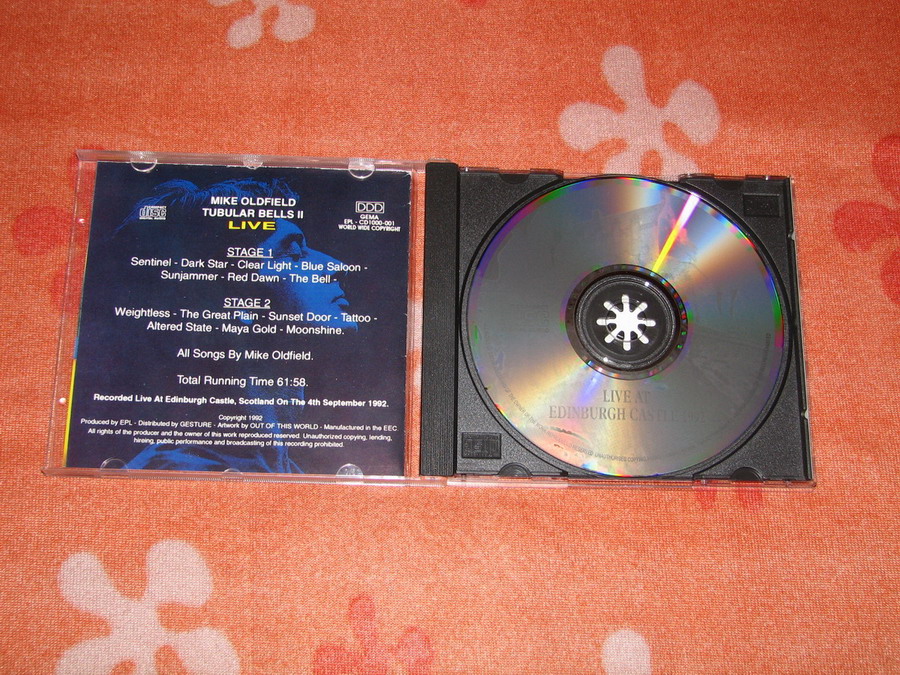 MIKE OLDFIELD
TUBULAR BELLS II
LIVE
COMPACT
disc
DIGITAL AUDIO
DDD
GEMA
EPL - CD1000-001
WORLD WIDE COPYRIGHT
STAGE 1
Sentinel - Dark Star - Clear Light - Blue Saloon -
Sunjammer - Red Dawn - The Bell -
STAGE 2
Weightless - The Great Plain - Sunset Door - Tattoo -
Altered State - Maya Gold - Moonshine.
All Songs By Mike Oldfield.
Total Running Time 61:58.
Recorded Live At Edinburgh Castle, Scotland On The 4th September 1992.
Copyright 1992
Produced by EPL - Distributed by GESTURE - Artwork by OUT OF THIS WORLD - Manufactured in the EEC
All rights of the producer and the owner of this work reproduced reserved. Unauthorized copying, lending,
hireing, public performance and broadcasting of this recording prohibited.
LIVE AT
EDINBURGH CASTLE